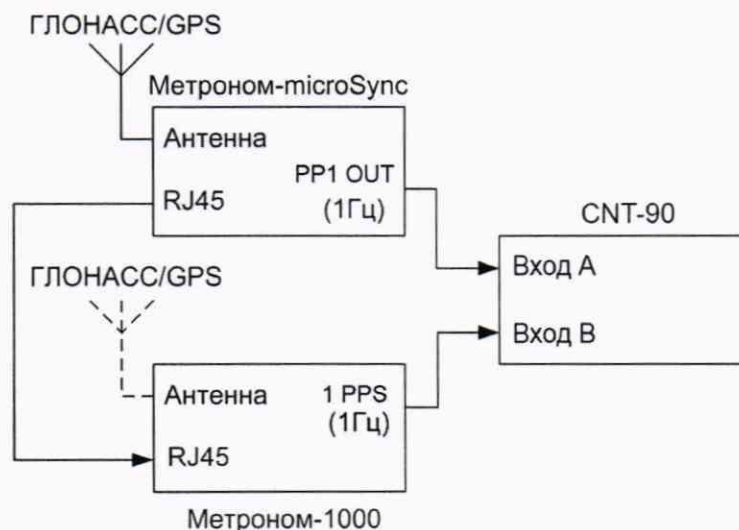 ГЛОНАСС/GPS
Метроном-microSync
Антенна
PP1 OUT
RJ45
(1Гц)
CNT-90
Вход А
ГЛОНАСС/GPS
Вход В
Антенна
1 PPS
(1Гц)
RJ45
Метроном-1000